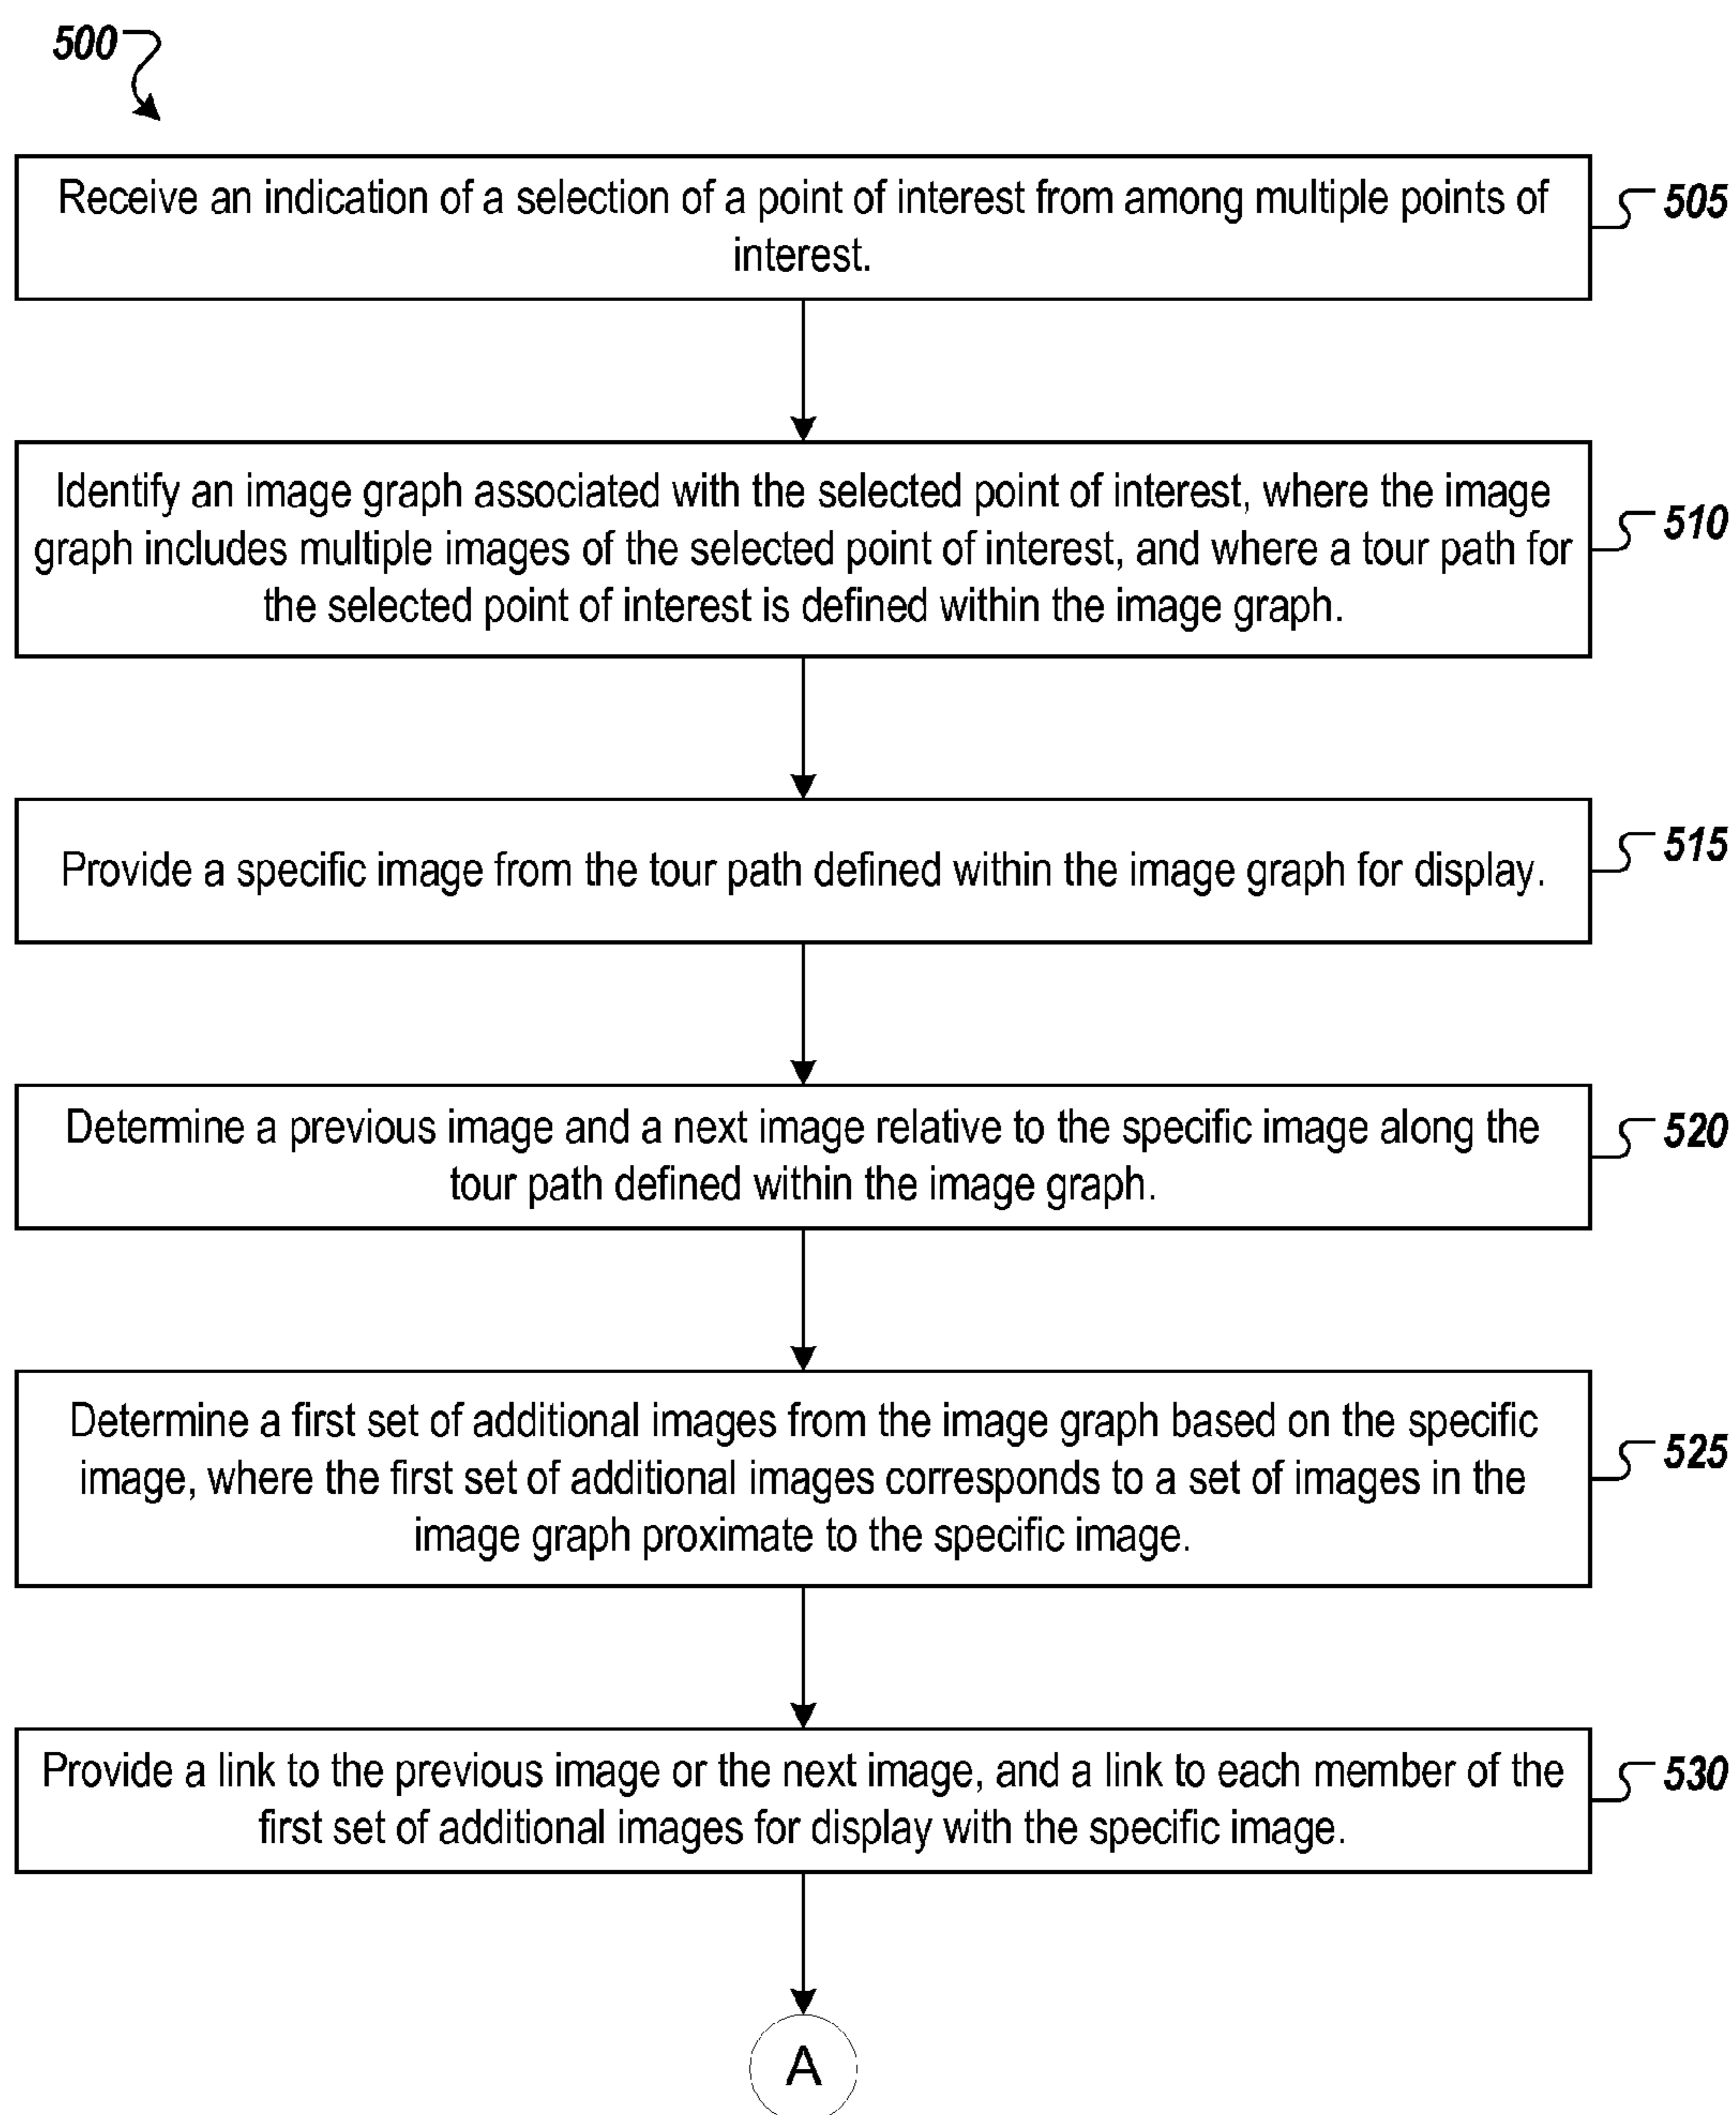 500
Receive an indication of a selection of a point of interest from among multiple points of
interest.
505
Identify an image graph associated with the selected point of interest, where the image
graph includes multiple images of the selected point of interest, and where a tour path for
the selected point of interest is defined within the image graph.
510
Provide a specific image from the tour path defined within the image graph for display.
515
Determine a previous image and a next image relative to the specific image along the
tour path defined within the image graph.
520
Determine a first set of additional images from the image graph based on the specific
image, where the first set of additional images corresponds to a set of images in the
image graph proximate to the specific image.
525
Provide a link to the previous image or the next image, and a link to each member of the
first set of additional images for display with the specific image.
530
A